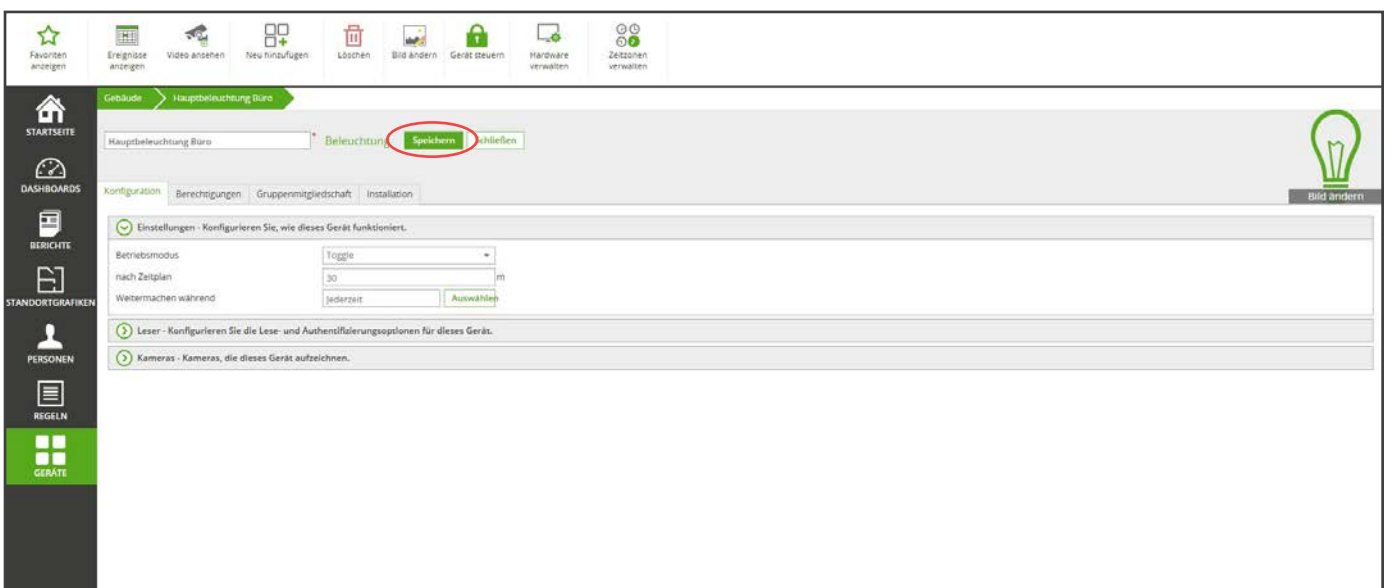 Favoriten anzeigen
Ereignisse anzeigen
Video ansehen
Neu hinzufügen
Löschen
Bild ändern
Gerät steuern
Hardware verwalten
Zeitzonen verwalten
STARTSEITE
DASHBOARDS
BERICHTE
STANDORTGRAFIKEN
PERSONEN
REGELN
GERÄTE
Gebäude
Hauptbeleuchtung Büro
Hauptbeleuchtung Büro
* Beleuchtung
Speichern
Schließen
Bild ändern
Konfiguration
Berechtigungen
Gruppenmitgliedschaft
Installation
Einstellungen - Konfigurieren Sie, wie dieses Gerät funktioniert.
Betriebsmodus
Toggle
nach Zeitplan
30
m
Weitermachen während
Jederzeit
Auswählen
Leser - Konfigurieren Sie die Lese- und Authentifizierungsoptionen für dieses Gerät.
Kameras - Kameras, die dieses Gerät aufzeichnen.